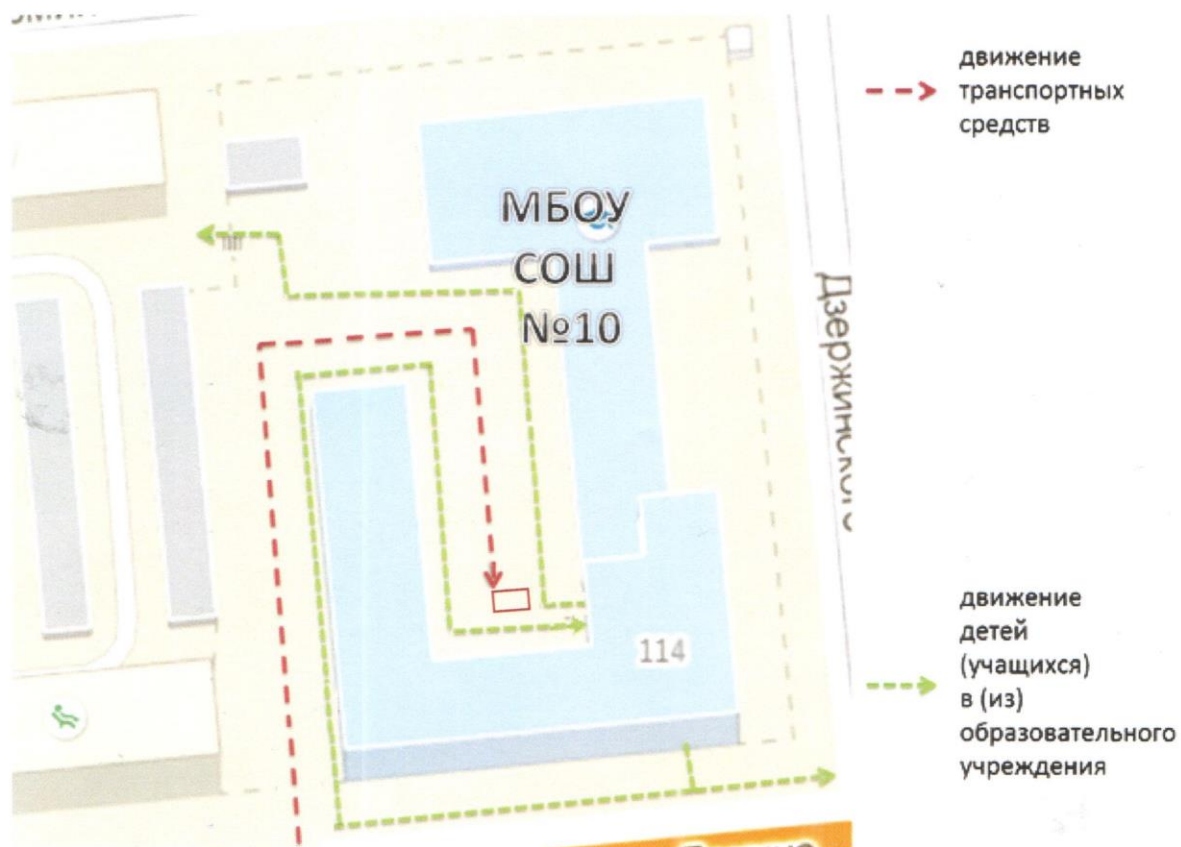 движение
транспортных
средств
МБОУ
СОШ
№10
Дзержинского
114
движение
детей
(учащихся)
в (из)
образовательного
учреждения